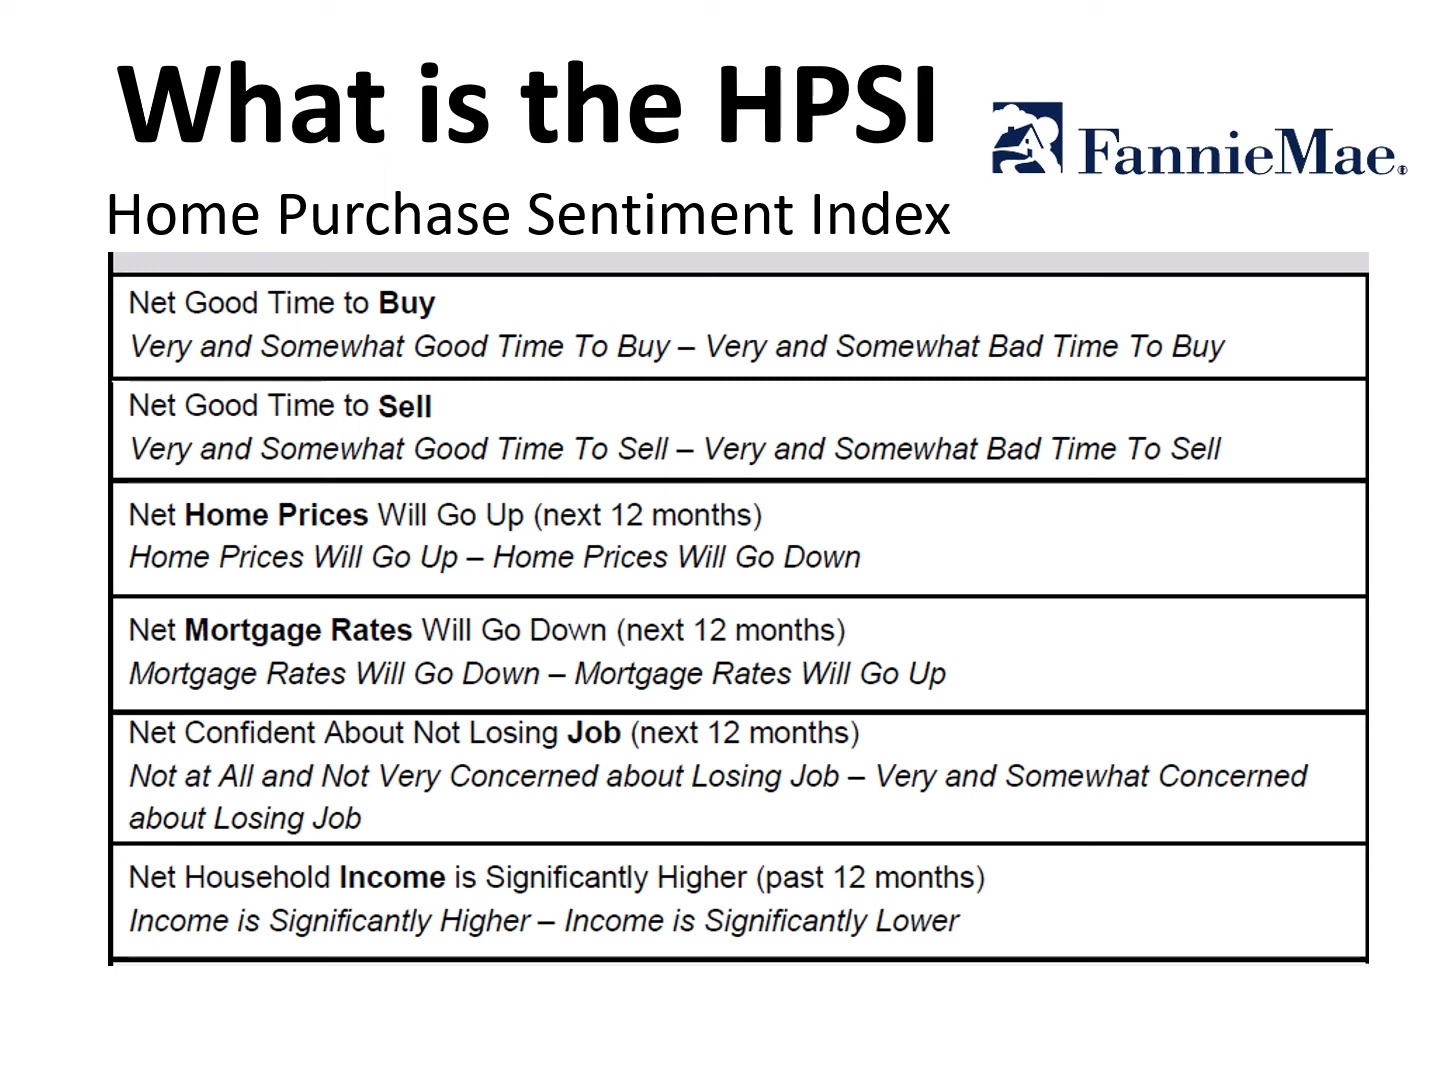 What is the HPSI
FannieMae®
Home Purchase Sentiment Index
Net Good Time to Buy
Very and Somewhat Good Time To Buy – Very and Somewhat Bad Time To Buy
Net Good Time to Sell
Very and Somewhat Good Time To Sell – Very and Somewhat Bad Time To Sell
Net Home Prices Will Go Up (next 12 months)
Home Prices Will Go Up – Home Prices Will Go Down
Net Mortgage Rates Will Go Down (next 12 months)
Mortgage Rates Will Go Down – Mortgage Rates Will Go Up
Net Confident About Not Losing Job (next 12 months)
Not at All and Not Very Concerned about Losing Job – Very and Somewhat Concerned
about Losing Job
Net Household Income is Significantly Higher (past 12 months)
Income is Significantly Higher – Income is Significantly Lower